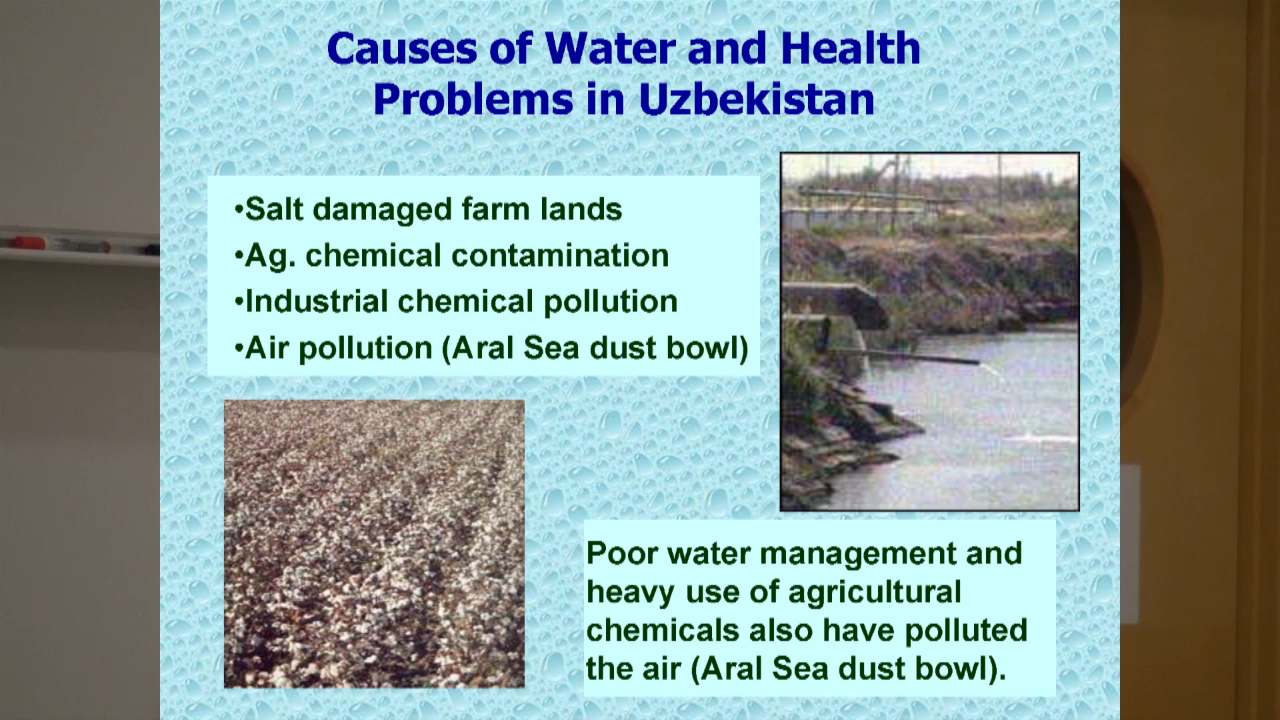 Causes of Water and Health
Problems in Uzbekistan
•Salt damaged farm lands
•Ag. chemical contamination
•Industrial chemical pollution
•Air pollution (Aral Sea dust bowl)
Poor water management and
heavy use of agricultural
chemicals also have polluted
the air (Aral Sea dust bowl).